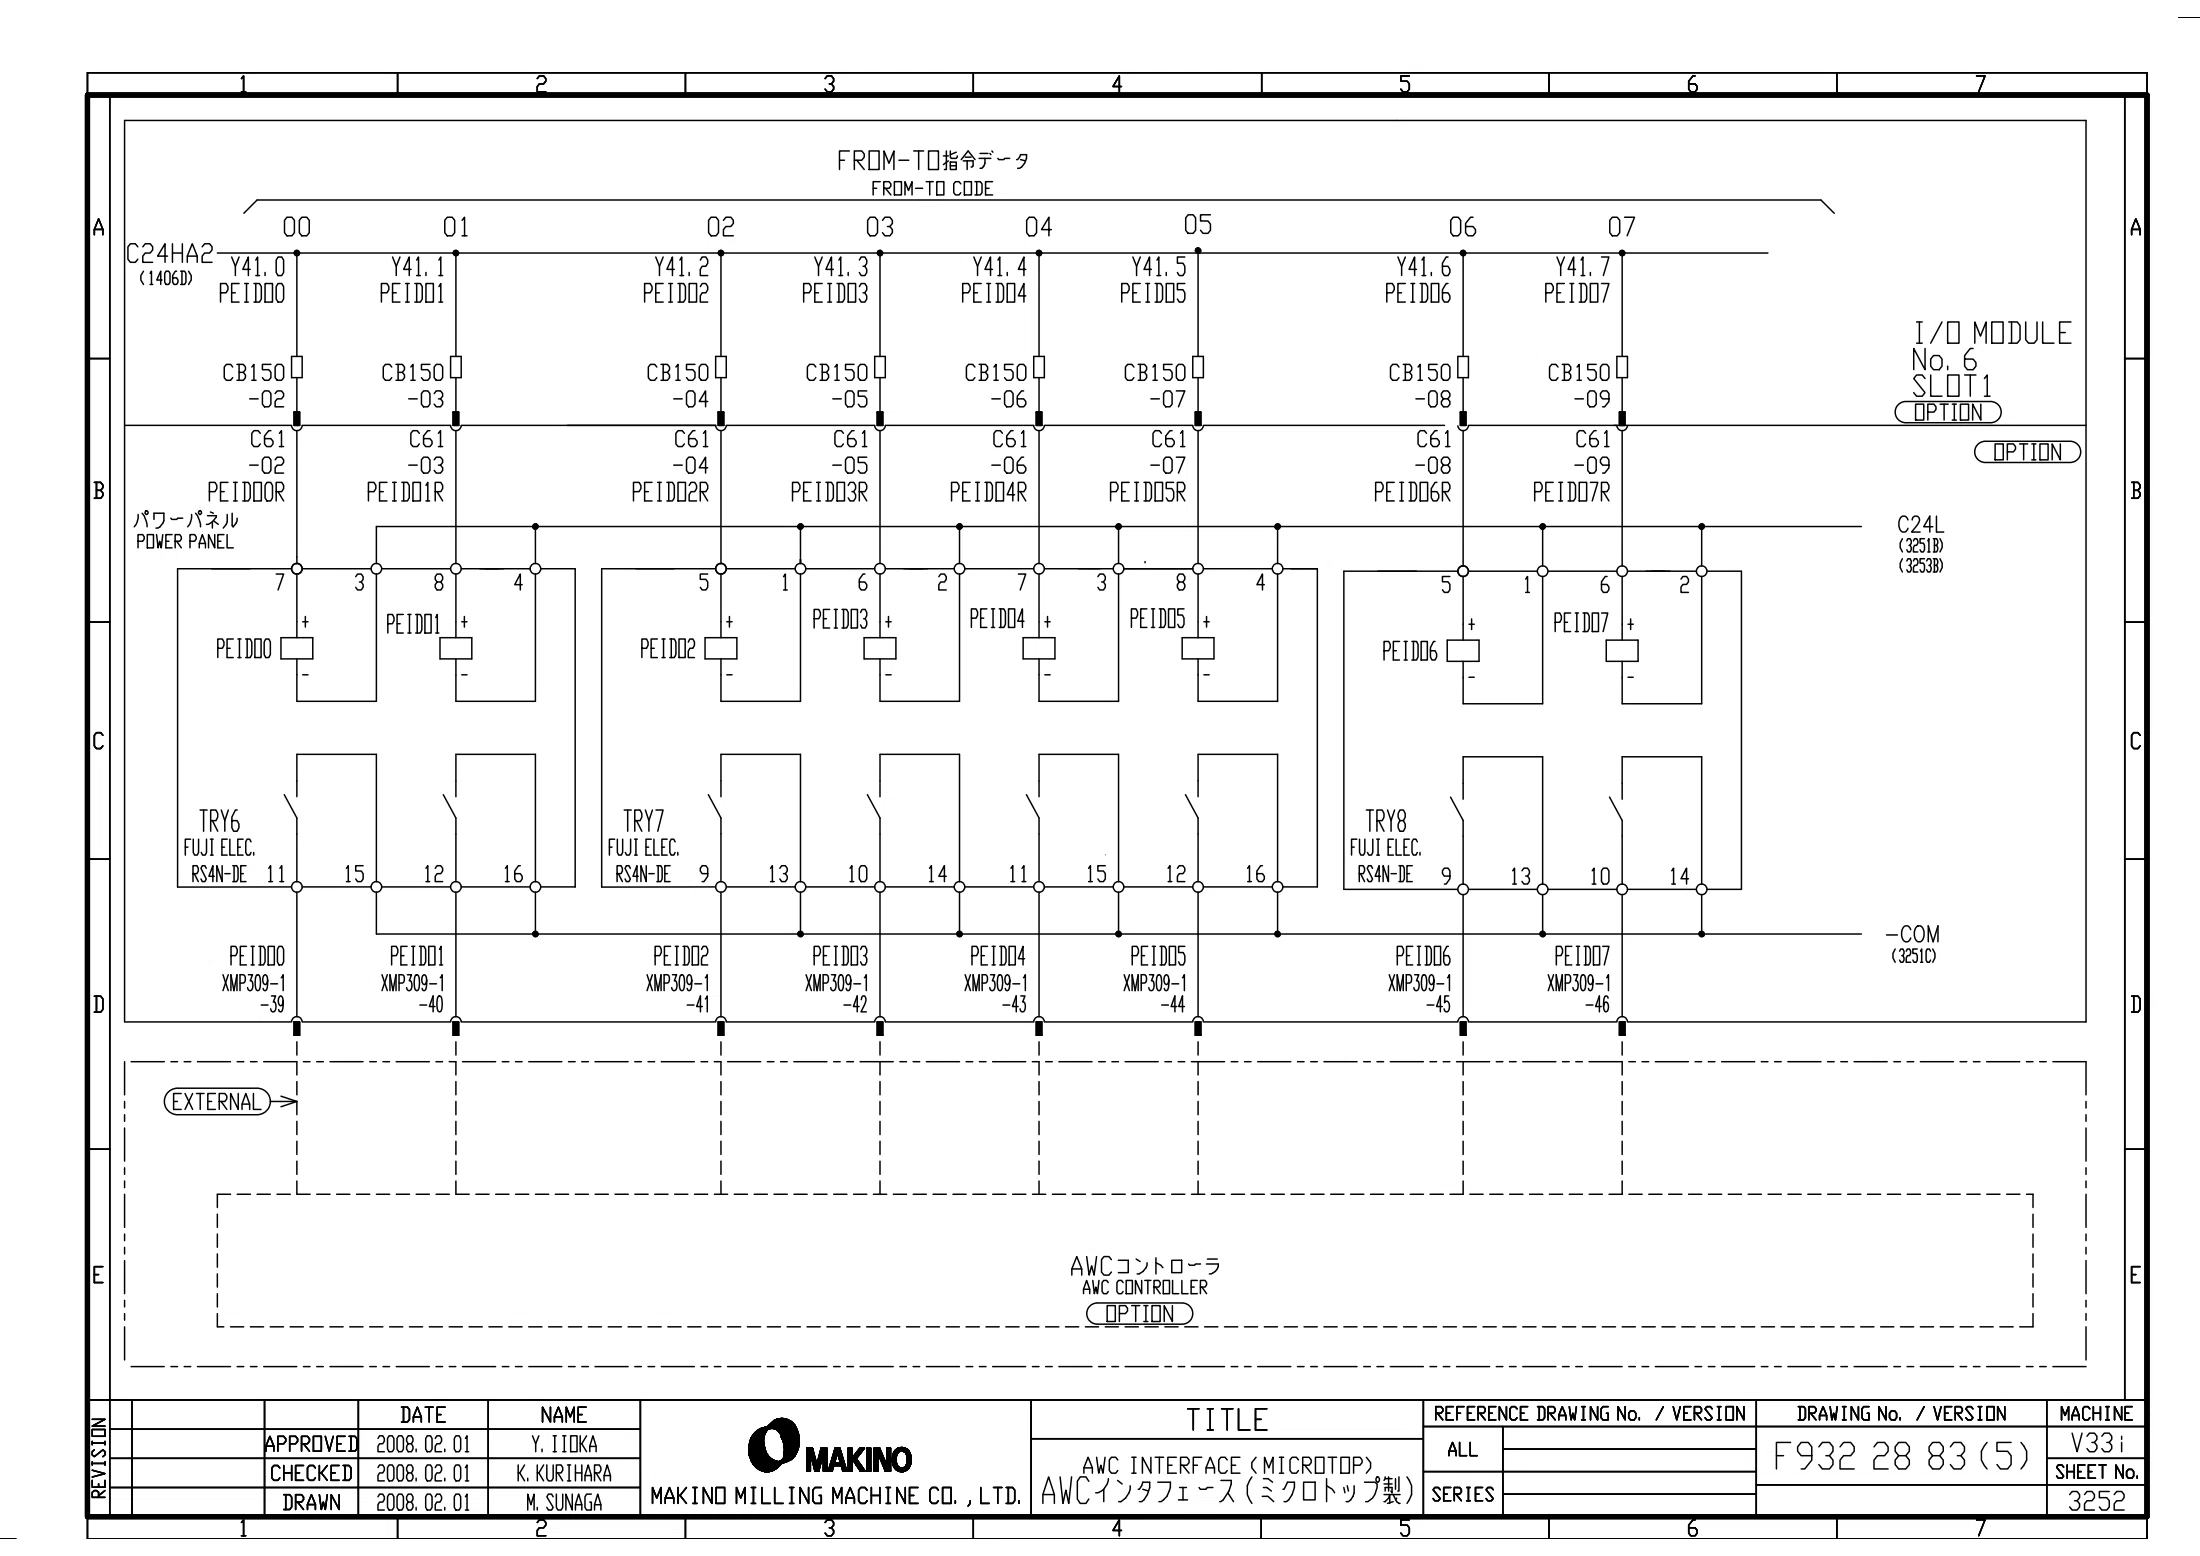 1 2 3 4 5 6 7
FROM-TO指令データ
FROM-TO CODE
A A
00 01 02 03 04 05 06 07
C24HA2
(1406D)
Y41.0 Y41.1 Y41.2 Y41.3 Y41.4 Y41.5 Y41.6 Y41.7
PEID00 PEID01 PEID02 PEID03 PEID04 PEID05 PEID06 PEID07
I/O MODULE
No. 6
SLOT1
OPTION
CB150 CB150 CB150 CB150 CB150 CB150 CB150 CB150
-02 -03 -04 -05 -06 -07 -08 -09
C61 C61 C61 C61 C61 C61 C61 C61
-02 -03 -04 -05 -06 -07 -08 -09
OPTION
B B
PEID00R PEID01R PEID02R PEID03R PEID04R PEID05R PEID06R PEID07R
パワーパネル
POWER PANEL
C24L
(3251B)
(3253B)
7 3 8 4 5 1 6 2 7 3 8 4 5 1 6 2
+ + + + + + + +
PEID00 PEID01 PEID02 PEID03 PEID04 PEID05 PEID06 PEID07
- - - - - - - -
C C
TRY6 TRY7 TRY8
FUJI ELEC. FUJI ELEC. FUJI ELEC.
RS4N-DE 11 15 12 16 RS4N-DE 9 13 10 14 11 15 12 16 RS4N-DE 9 13 10 14
-COM
(3251C)
PEID00 PEID01 PEID02 PEID03 PEID04 PEID05 PEID06 PEID07
XMP309-1 XMP309-1 XMP309-1 XMP309-1 XMP309-1 XMP309-1 XMP309-1 XMP309-1
-39 -40 -41 -42 -43 -44 -45 -46
D D
EXTERNAL
E E
AWCコントローラ
AWC CONTROLLER
OPTION
REVISION
DATE NAME
APPROVED 2008.02.01 Y. IIOKA
CHECKED 2008.02.01 K. KURIHARA
DRAWN 2008.02.01 M. SUNAGA
MAKINO
MAKINO MILLING MACHINE CO., LTD.
TITLE
AWC INTERFACE (MICROTOP)
AWCインタフェース(ミクロトップ製)
REFERENCE DRAWING No. / VERSION
ALL
SERIES
DRAWING No. / VERSION
F932 28 83 (5)
MACHINE
V33i
SHEET No.
3252
1 2 3 4 5 6 7